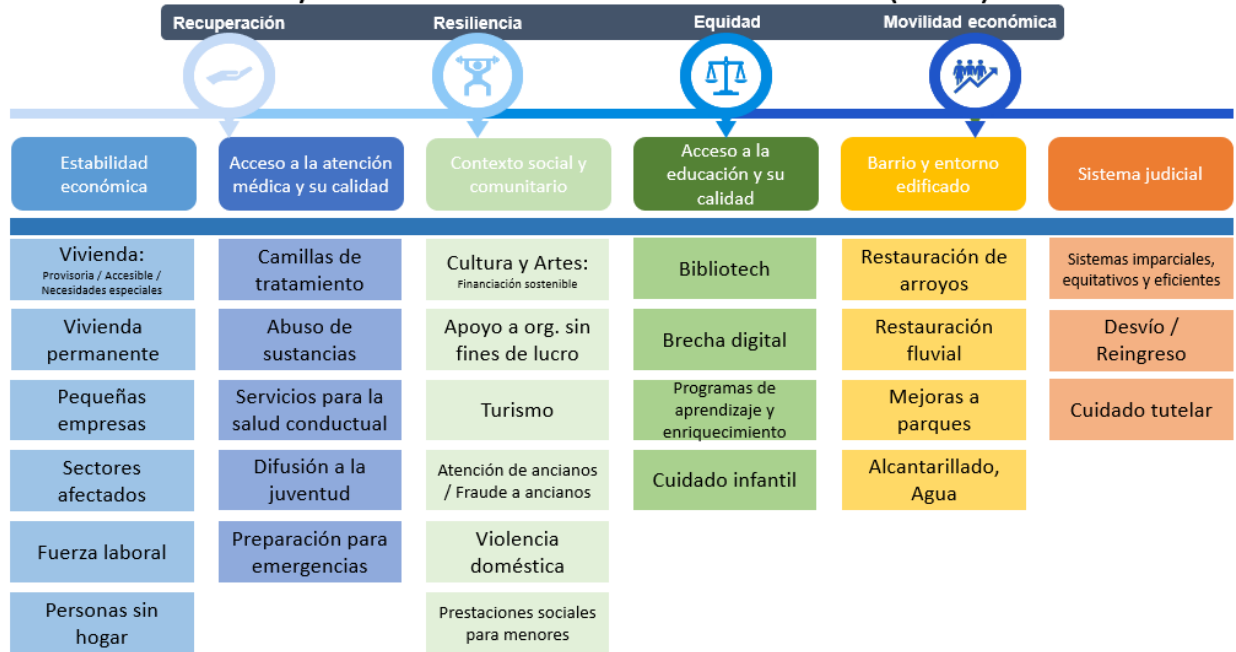 Recuperación
Resiliencia
Equidad
Movilidad económica
Estabilidad
económica
Acceso a la atención
médica y su calidad
Contexto social y
comunitario
Acceso a la
educación y su
calidad
Barrio y entorno
edificado
Sistema judicial
Vivienda:
Provisoria / Accesible /
Necesidades especiales
Vivienda
permanente
Pequeñas
empresas
Sectores
afectados
Fuerza laboral
Personas sin
hogar
Camillas de
tratamiento
Abuso de
sustancias
Servicios para la
salud conductual
Difusión a la
juventud
Preparación para
emergencias
Cultura y Artes:
Financiación sostenible
Apoyo a org. sin
fines de lucro
Turismo
Atención de ancianos
/ Fraude a ancianos
Violencia
doméstica
Prestaciones sociales
para menores
Bibliotech
Brecha digital
Programas de
aprendizaje y
enriquecimiento
Cuidado infantil
Restauración de
arroyos
Restauración
fluvial
Mejoras a
parques
Alcantarillado,
Agua
Sistemas imparciales,
equitativos y eficientes
Desvío /
Reingreso
Cuidado tutelar